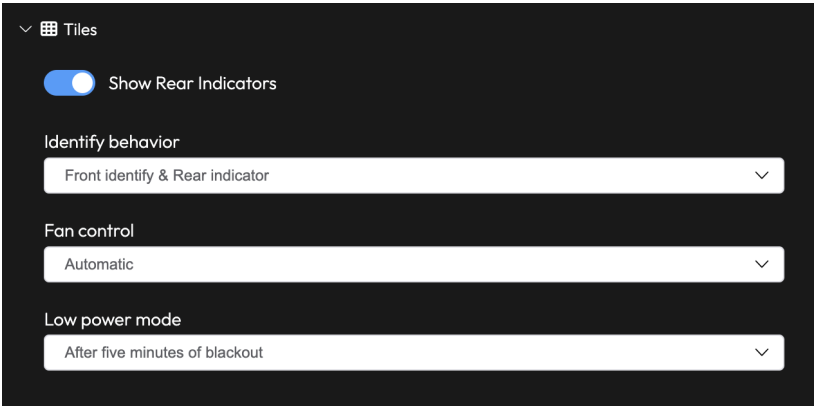 Tiles
Show Rear Indicators
Identify behavior
Front identify & Rear indicator
Fan control
Automatic
Low power mode
After five minutes of blackout